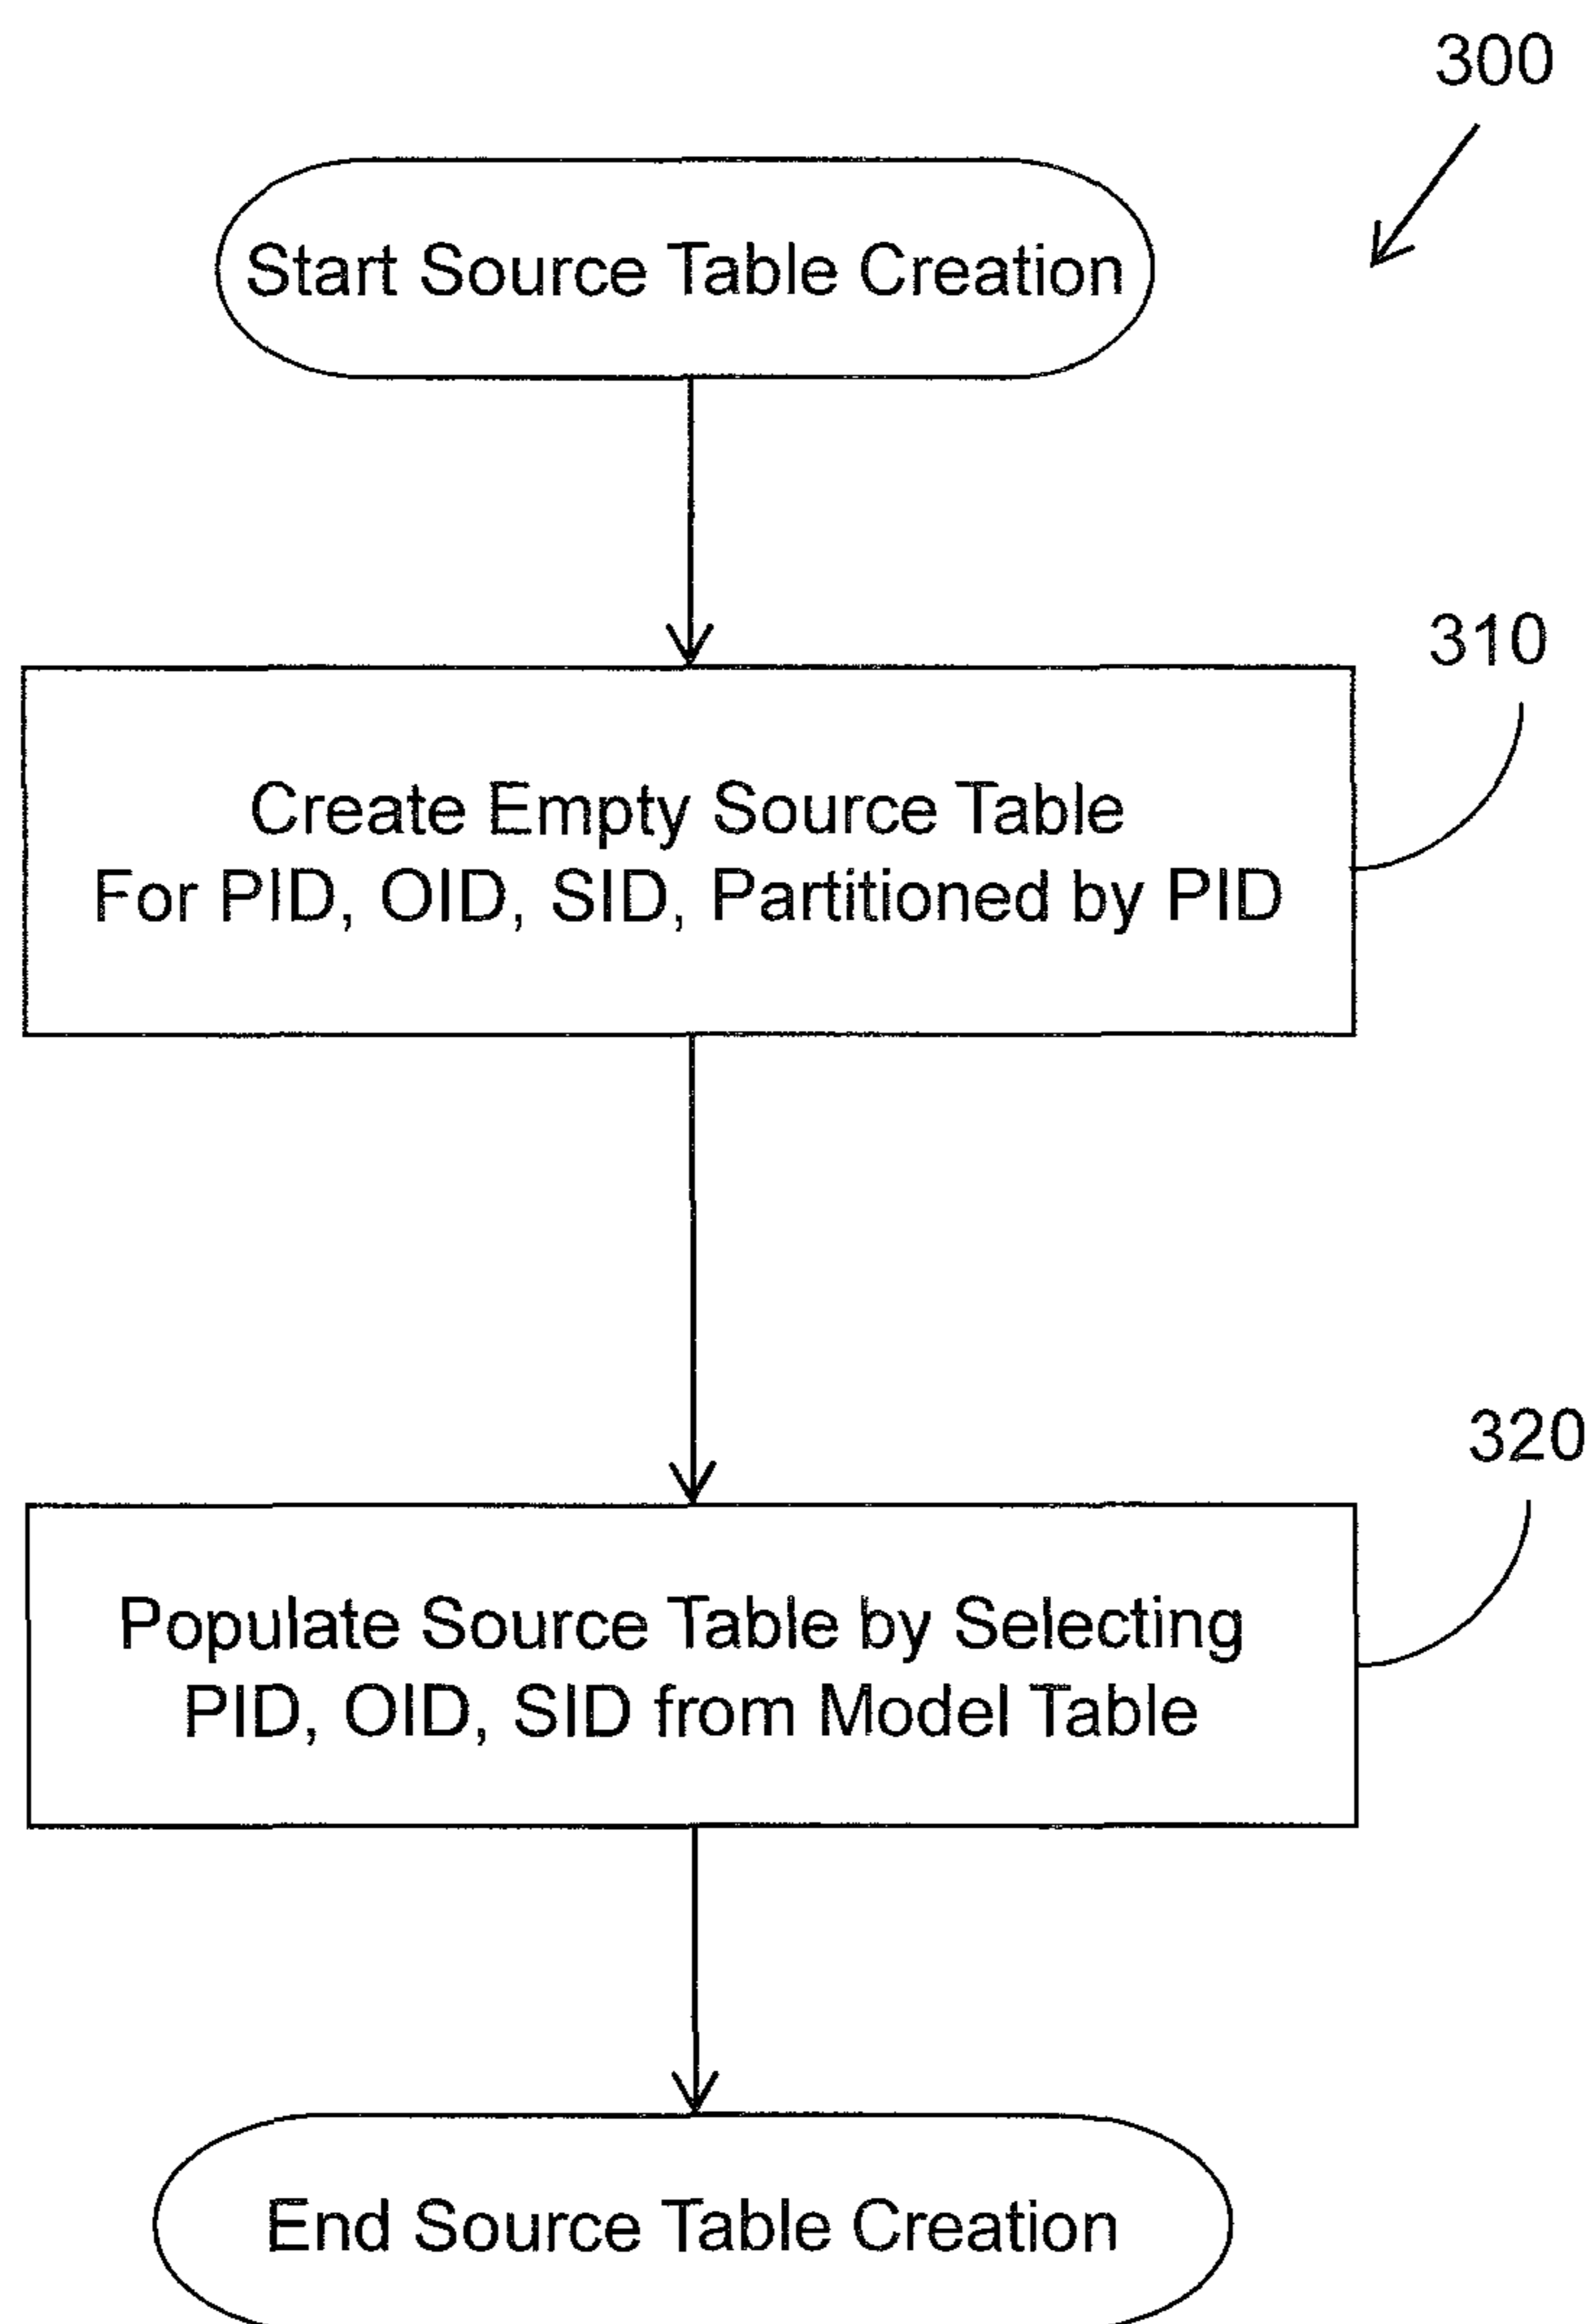 300
Start Source Table Creation
310
Create Empty Source Table
For PID, OID, SID, Partitioned by PID
320
Populate Source Table by Selecting
PID, OID, SID from Model Table
End Source Table Creation